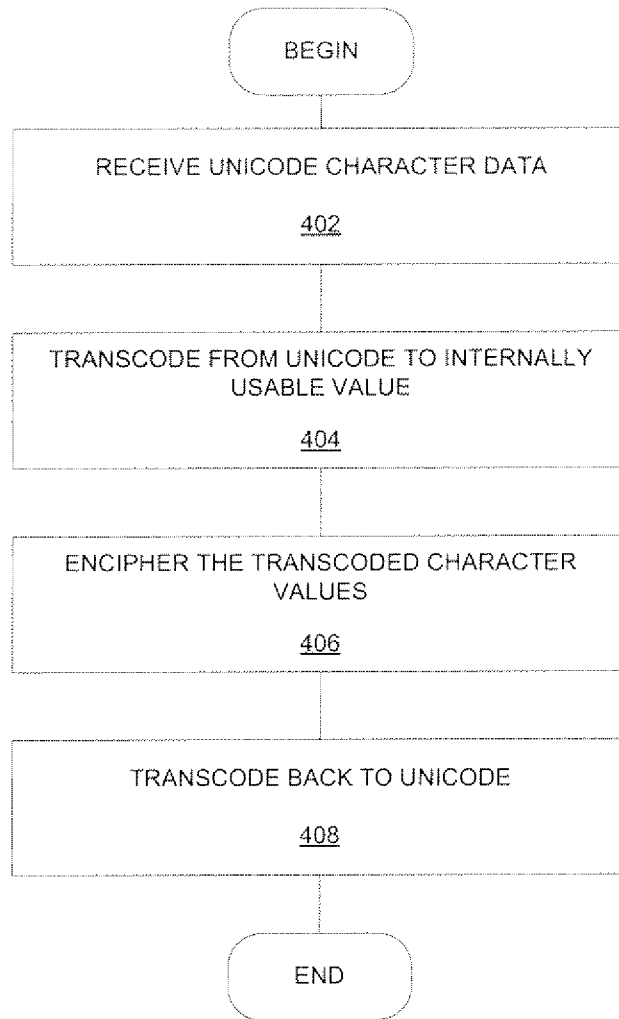 BEGIN
RECEIVE UNICODE CHARACTER DATA
402
TRANSCODE FROM UNICODE TO INTERNALLY
USABLE VALUE
404
ENCIPHER THE TRANSCODED CHARACTER
VALUES
406
TRANSCODE BACK TO UNICODE
408
END